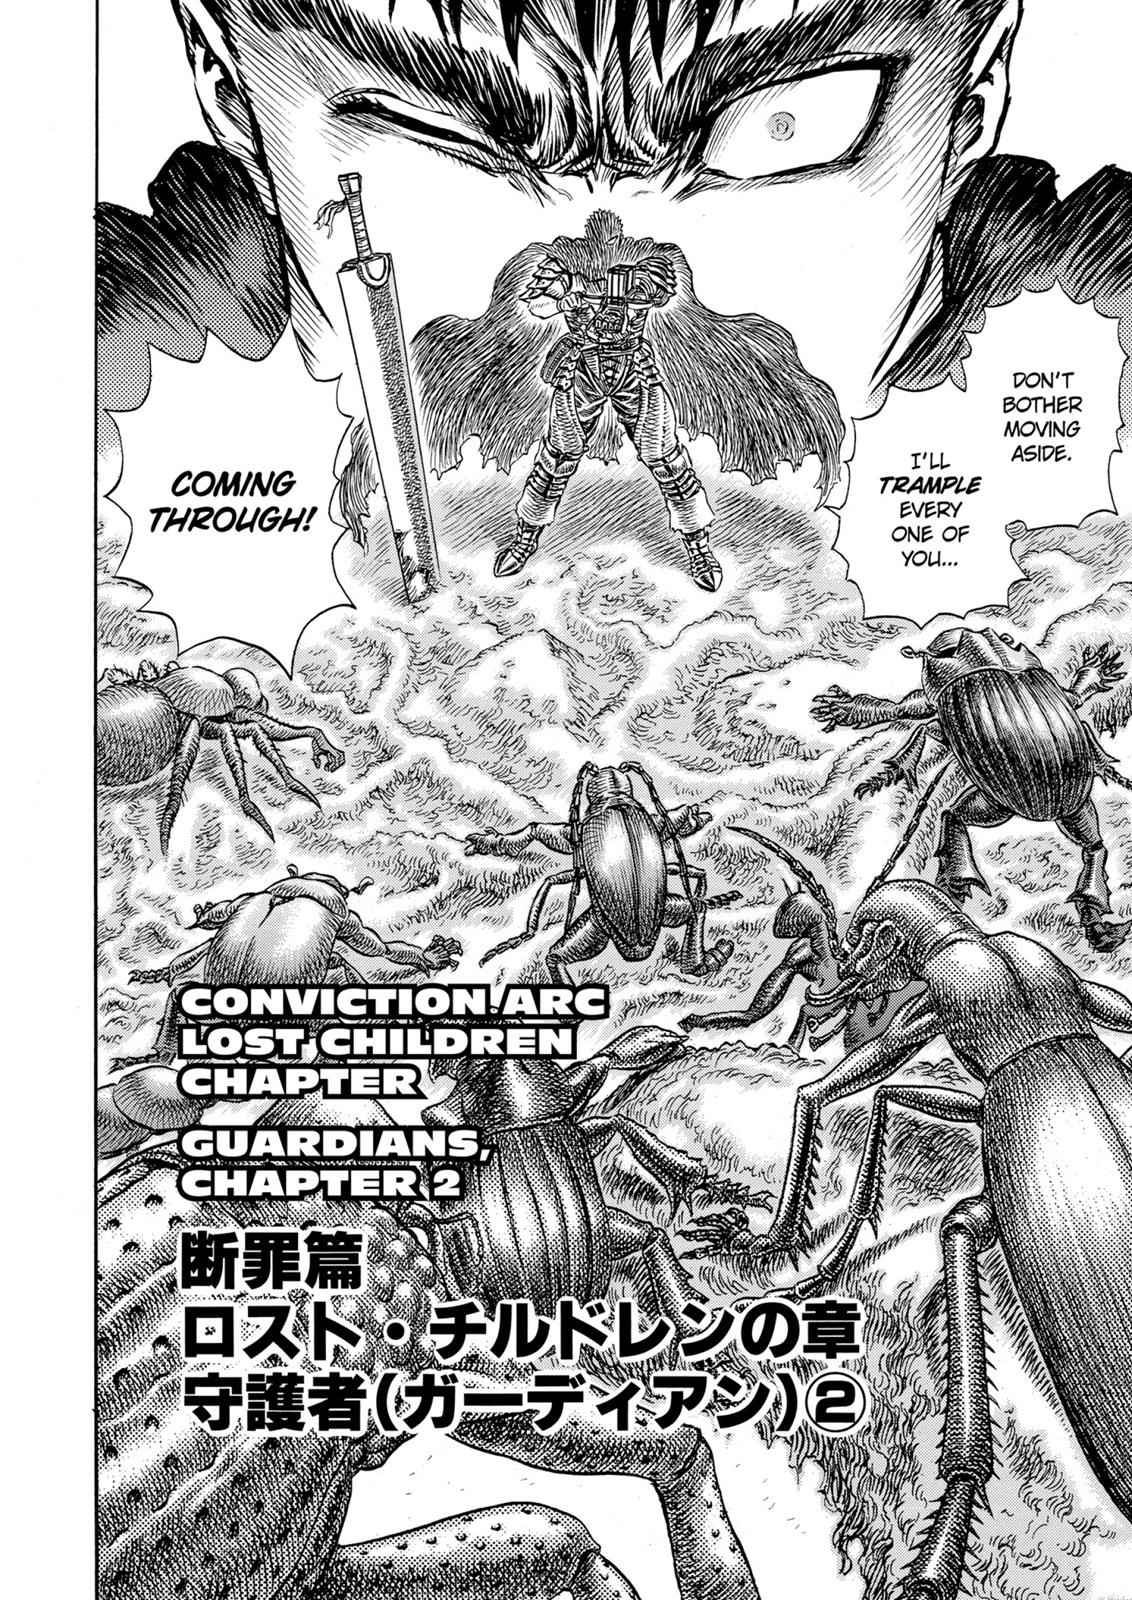 DON'T
BOTHER
MOVING
ASIDE.
I'LL
TRAMPLE
EVERY
ONE OF
YOU...
COMING
THROUGH!
CONVICTION ARC
LOST CHILDREN
CHAPTER
GUARDIANS,
CHAPTER 2
断罪篇
ロスト・チルドレンの章
守護者(ガーディアン)②